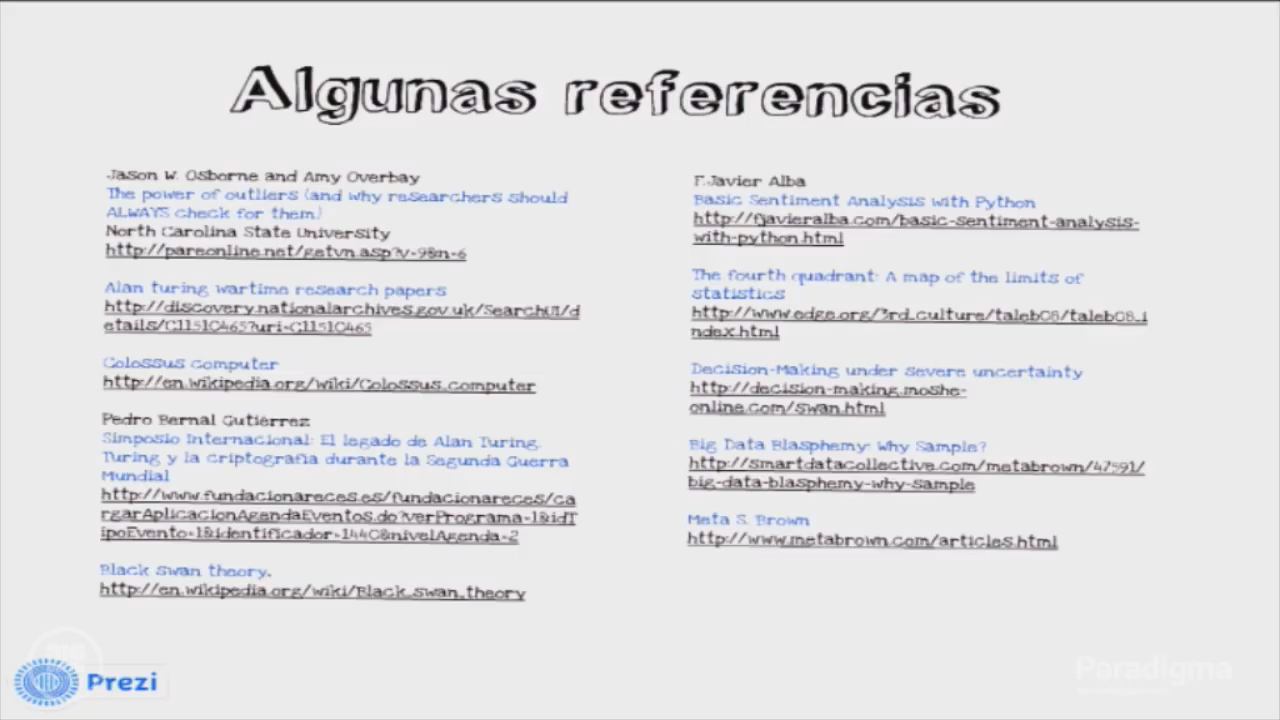 Algunas referencias
Jason W. Osborne and Amy Overbay
The power of outliers (and why researchers should
ALWAYS check for them)
North Carolina State University
http://pareonline.net/getvn.asp?v=9&n=6
Alan turing wartime research papers
http://discovery.nationalarchives.gov.uk/SearchUI/d
etails/C11510465?uri=C11510465
Colossus computer
http://en.wikipedia.org/wiki/Colossus_computer
Pedro Bernal Gutiérrez
Simposio Internacional: El legado de Alan Turing.
Turing y la criptografía durante la Segunda Guerra
Mundial
http://www.fundacionareces.es/fundacionareces/ca
rgarAplicacionAgendaEventos.do?verPrograma=1&idT
ipoEvento=1&identificador=1440&nivelAgenda=2
Black swan theory.
http://en.wikipedia.org/wiki/Black_swan_theory
F.Javier Alba
Basic Sentiment Analysis with Python
http://fjavieralba.com/basic-sentiment-analysis-
with-python.html
The fourth quadrant: A map of the limits of
statistics
http://www.edge.org/3rd_culture/taleb08/taleb08_i
ndex.html
Decision-Making under severe uncertainty
http://decision-making.moshe-
online.com/swan.html
Big Data Blasphemy: Why Sample?
http://smartdatacollective.com/metabrown/47591/
big-data-blasphemy-why-sample
Meta S. Brown
http://www.metabrown.com/articles.html
Prezi
Paradigma